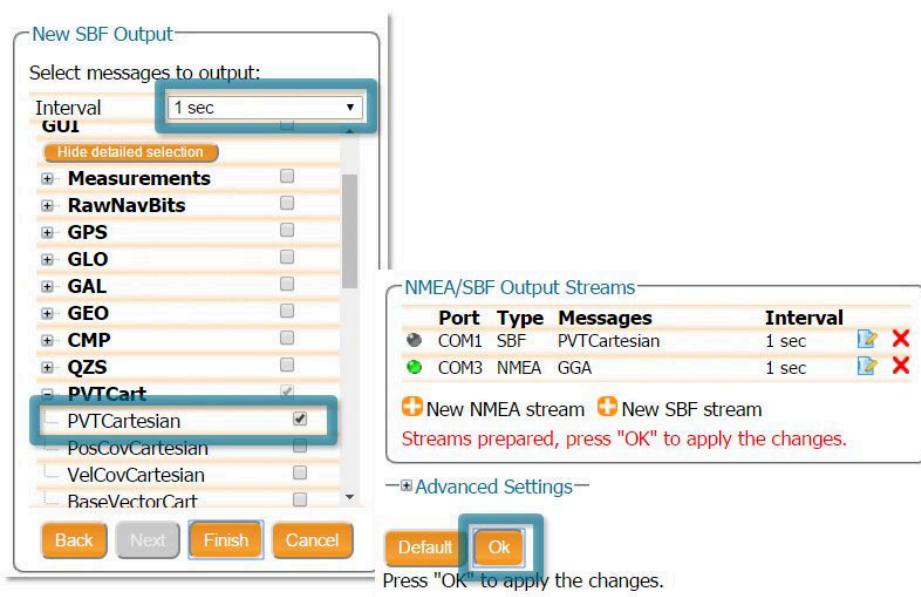 New SBF Output
Select messages to output:
Interval 1 sec
GUI
Hide detailed selection
Measurements
RawNavBits
GPS
GLO
GAL
GEO
CMP
QZS
PVTCart
PVTCartesian
PosCovCartesian
VelCovCartesian
BaseVectorCart
Back Next Finish Cancel
NMEA/SBF Output Streams
Port Type Messages Interval
COM1 SBF PVTCartesian 1 sec
COM3 NMEA GGA 1 sec
New NMEA stream New SBF stream
Streams prepared, press "OK" to apply the changes.
Advanced Settings
Default Ok
Press "OK" to apply the changes.